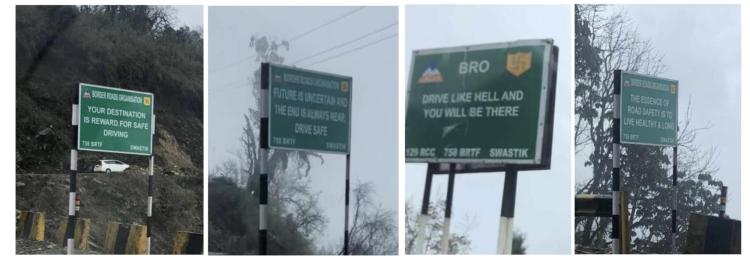 BORDER ROADS ORGANISATION
YOUR DESTINATION
IS REWARD FOR SAFE
DRIVING
758 BRTF SWASTIK
BORDER ROADS ORGANISATION
FUTURE IS UNCERTAIN AND
THE END IS ALWAYS NEAR,
DRIVE SAFE
758 BRTF SWASTIK
BRO
DRIVE LIKE HELL AND
YOU WILL BE THERE
129 RCC 758 BRTF SWASTIK
BORDER ROADS ORGANISATION
THE ESSENCE OF
ROAD SAFETY IS TO
LIVE HEALTHY & LONG
758 BRTF SWASTIK